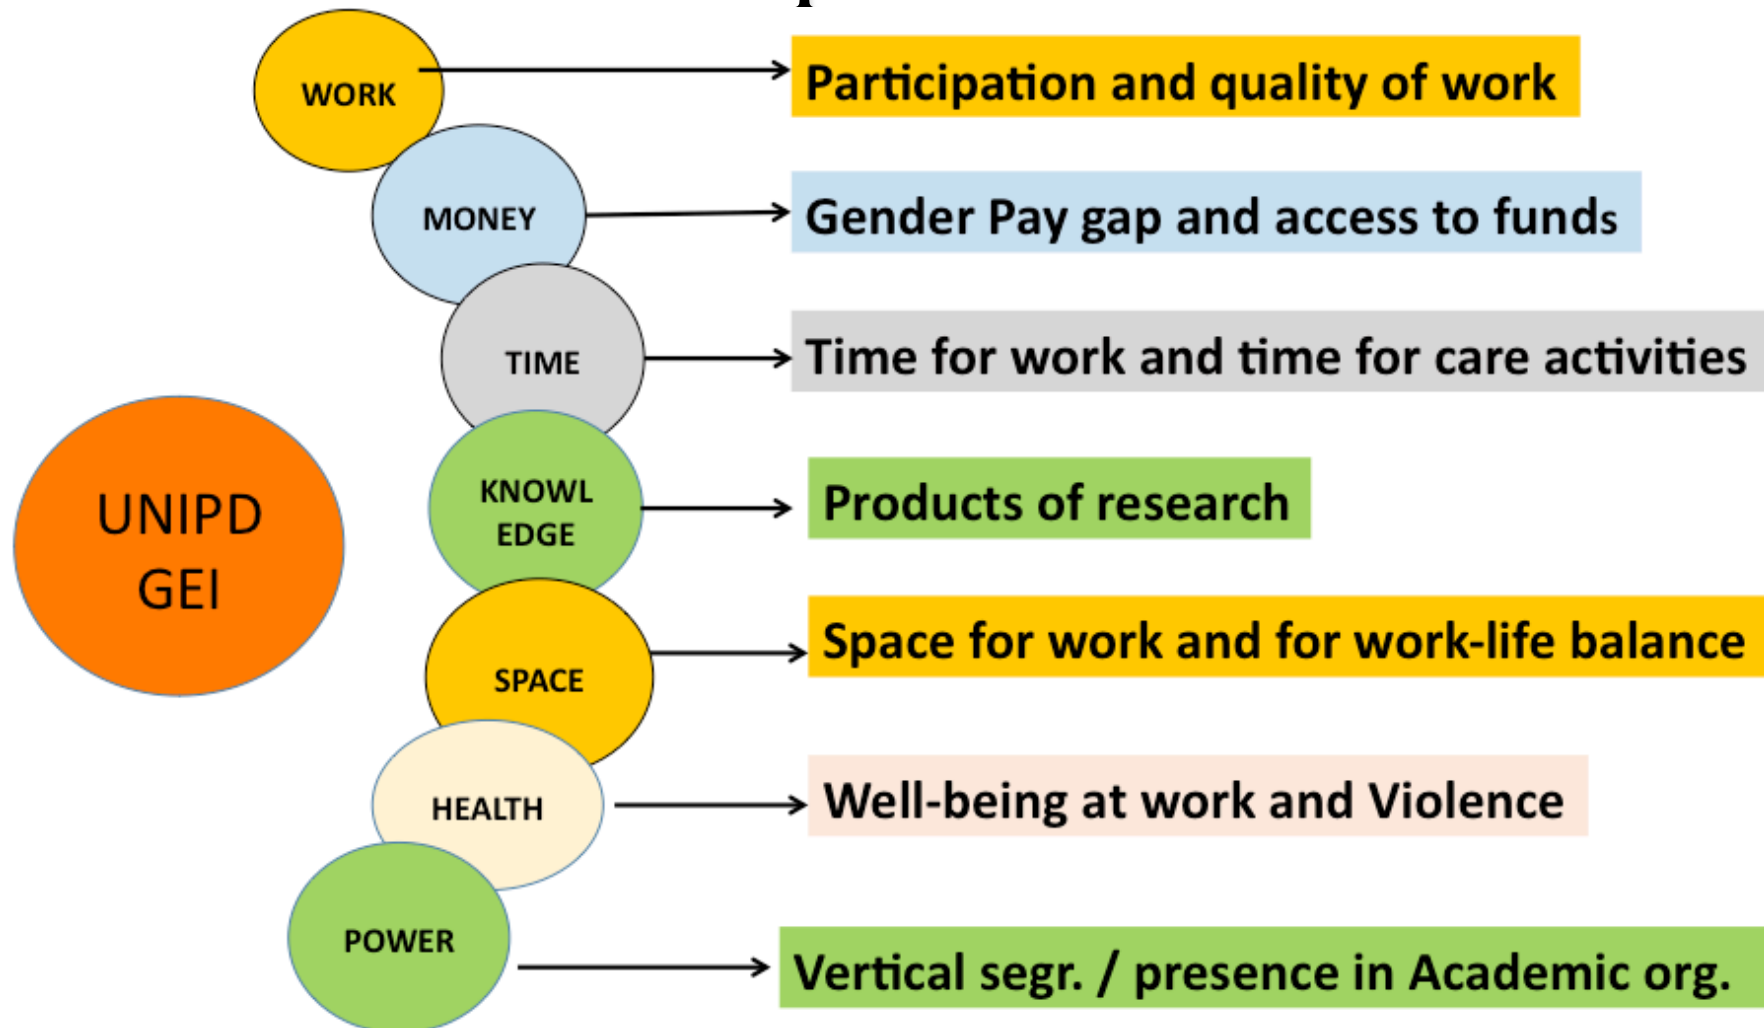 WORK
Participation and quality of work
MONEY
Gender Pay gap and access to funds
TIME
Time for work and time for care activities
UNIPD
GEI
KNOWL
EDGE
Products of research
SPACE
Space for work and for work-life balance
HEALTH
Well-being at work and Violence
POWER
Vertical segr. / presence in Academic org.